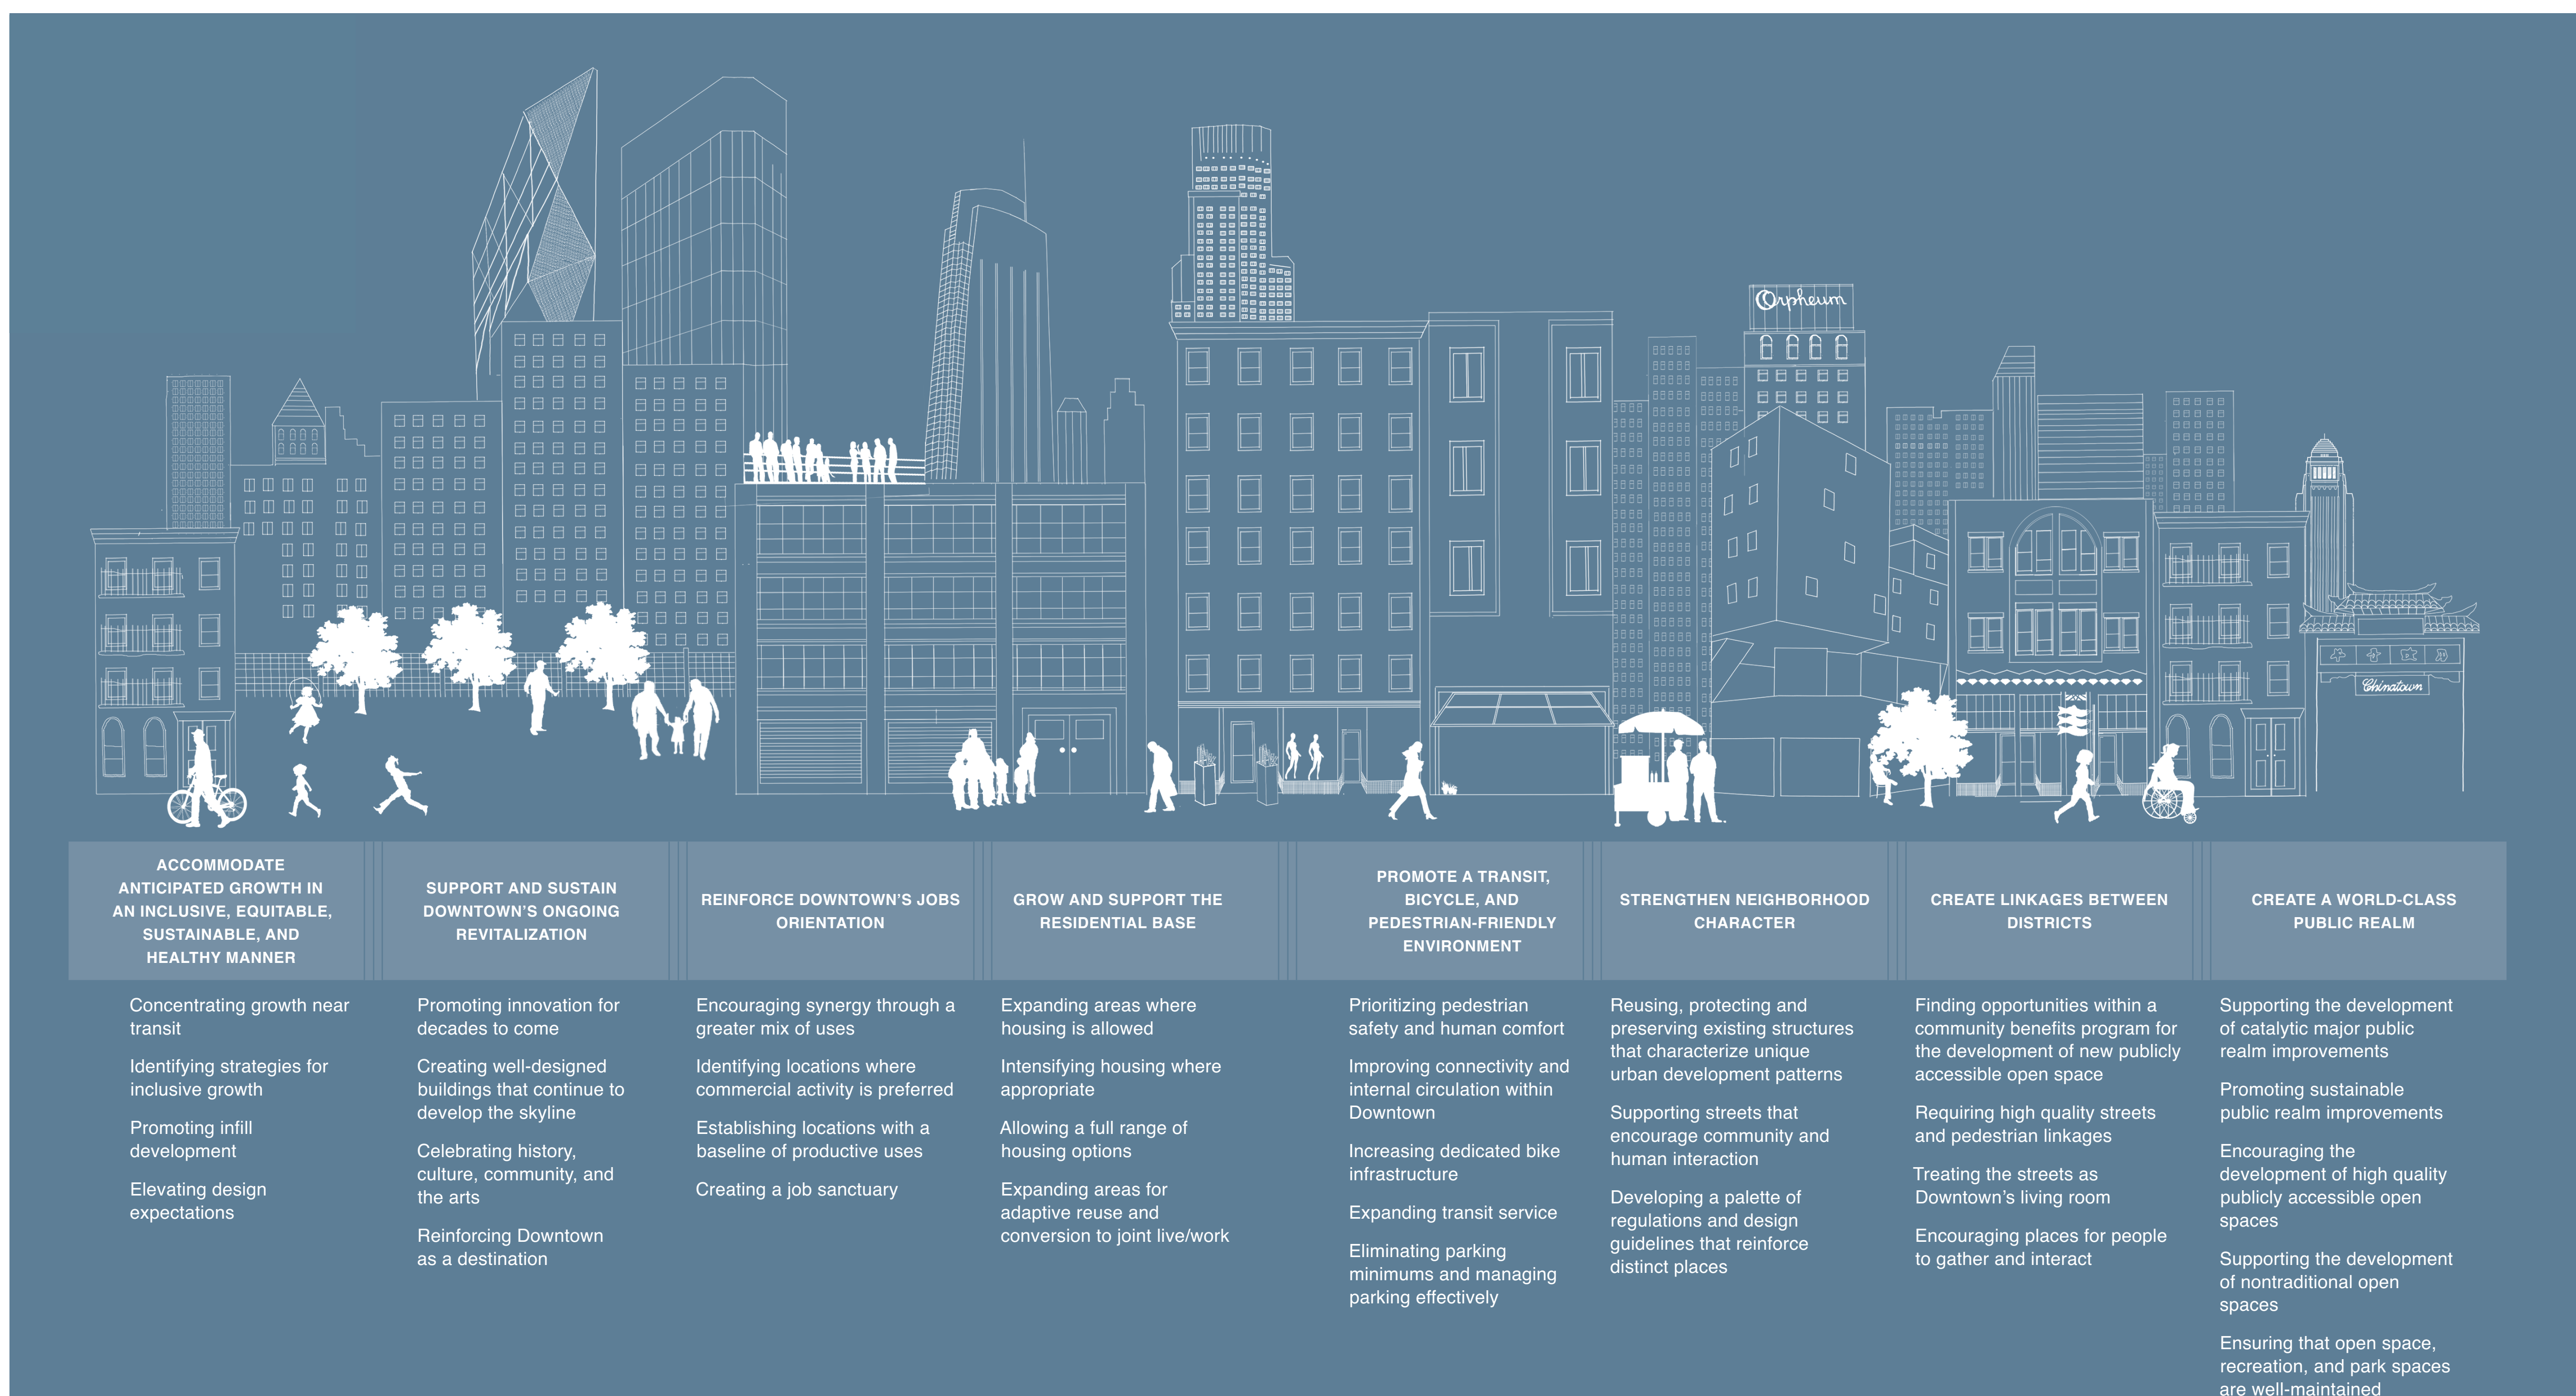 Orpheum
Chinatown
ACCOMMODATE
ANTICIPATED GROWTH IN
AN INCLUSIVE, EQUITABLE,
SUSTAINABLE, AND
HEALTHY MANNER
Concentrating growth near
transit
Identifying strategies for
inclusive growth
Promoting infill
development
Elevating design
expectations
SUPPORT AND SUSTAIN
DOWNTOWN’S ONGOING
REVITALIZATION
Promoting innovation for
decades to come
Creating well-designed
buildings that continue to
develop the skyline
Celebrating history,
culture, community, and
the arts
Reinforcing Downtown
as a destination
REINFORCE DOWNTOWN’S JOBS
ORIENTATION
Encouraging synergy through a
greater mix of uses
Identifying locations where
commercial activity is preferred
Establishing locations with a
baseline of productive uses
Creating a job sanctuary
GROW AND SUPPORT THE
RESIDENTIAL BASE
Expanding areas where
housing is allowed
Intensifying housing where
appropriate
Allowing a full range of
housing options
Expanding areas for
adaptive reuse and
conversion to joint live/work
PROMOTE A TRANSIT,
BICYCLE, AND
PEDESTRIAN-FRIENDLY
ENVIRONMENT
Prioritizing pedestrian
safety and human comfort
Improving connectivity and
internal circulation within
Downtown
Increasing dedicated bike
infrastructure
Expanding transit service
Eliminating parking
minimums and managing
parking effectively
STRENGTHEN NEIGHBORHOOD
CHARACTER
Reusing, protecting and
preserving existing structures
that characterize unique
urban development patterns
Supporting streets that
encourage community and
human interaction
Developing a palette of
regulations and design
guidelines that reinforce
distinct places
CREATE LINKAGES BETWEEN
DISTRICTS
Finding opportunities within a
community benefits program for
the development of new publicly
accessible open space
Requiring high quality streets
and pedestrian linkages
Treating the streets as
Downtown’s living room
Encouraging places for people
to gather and interact
CREATE A WORLD-CLASS
PUBLIC REALM
Supporting the development
of catalytic major public
realm improvements
Promoting sustainable
public realm improvements
Encouraging the
development of high quality
publicly accessible open
spaces
Supporting the development
of nontraditional open
spaces
Ensuring that open space,
recreation, and park spaces
are well-maintained